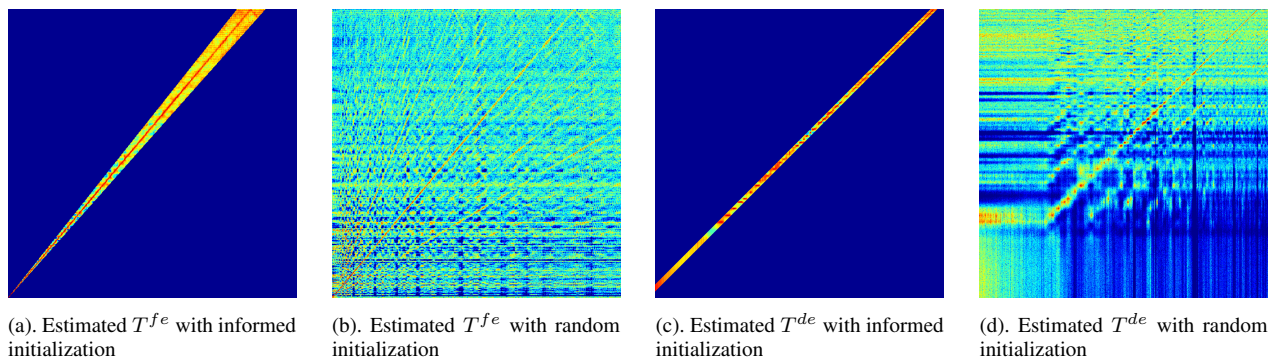 (a). Estimated T^{fe} with informed
initialization
(b). Estimated T^{fe} with random
initialization
(c). Estimated T^{de} with informed
initialization
(d). Estimated T^{de} with random
initialization